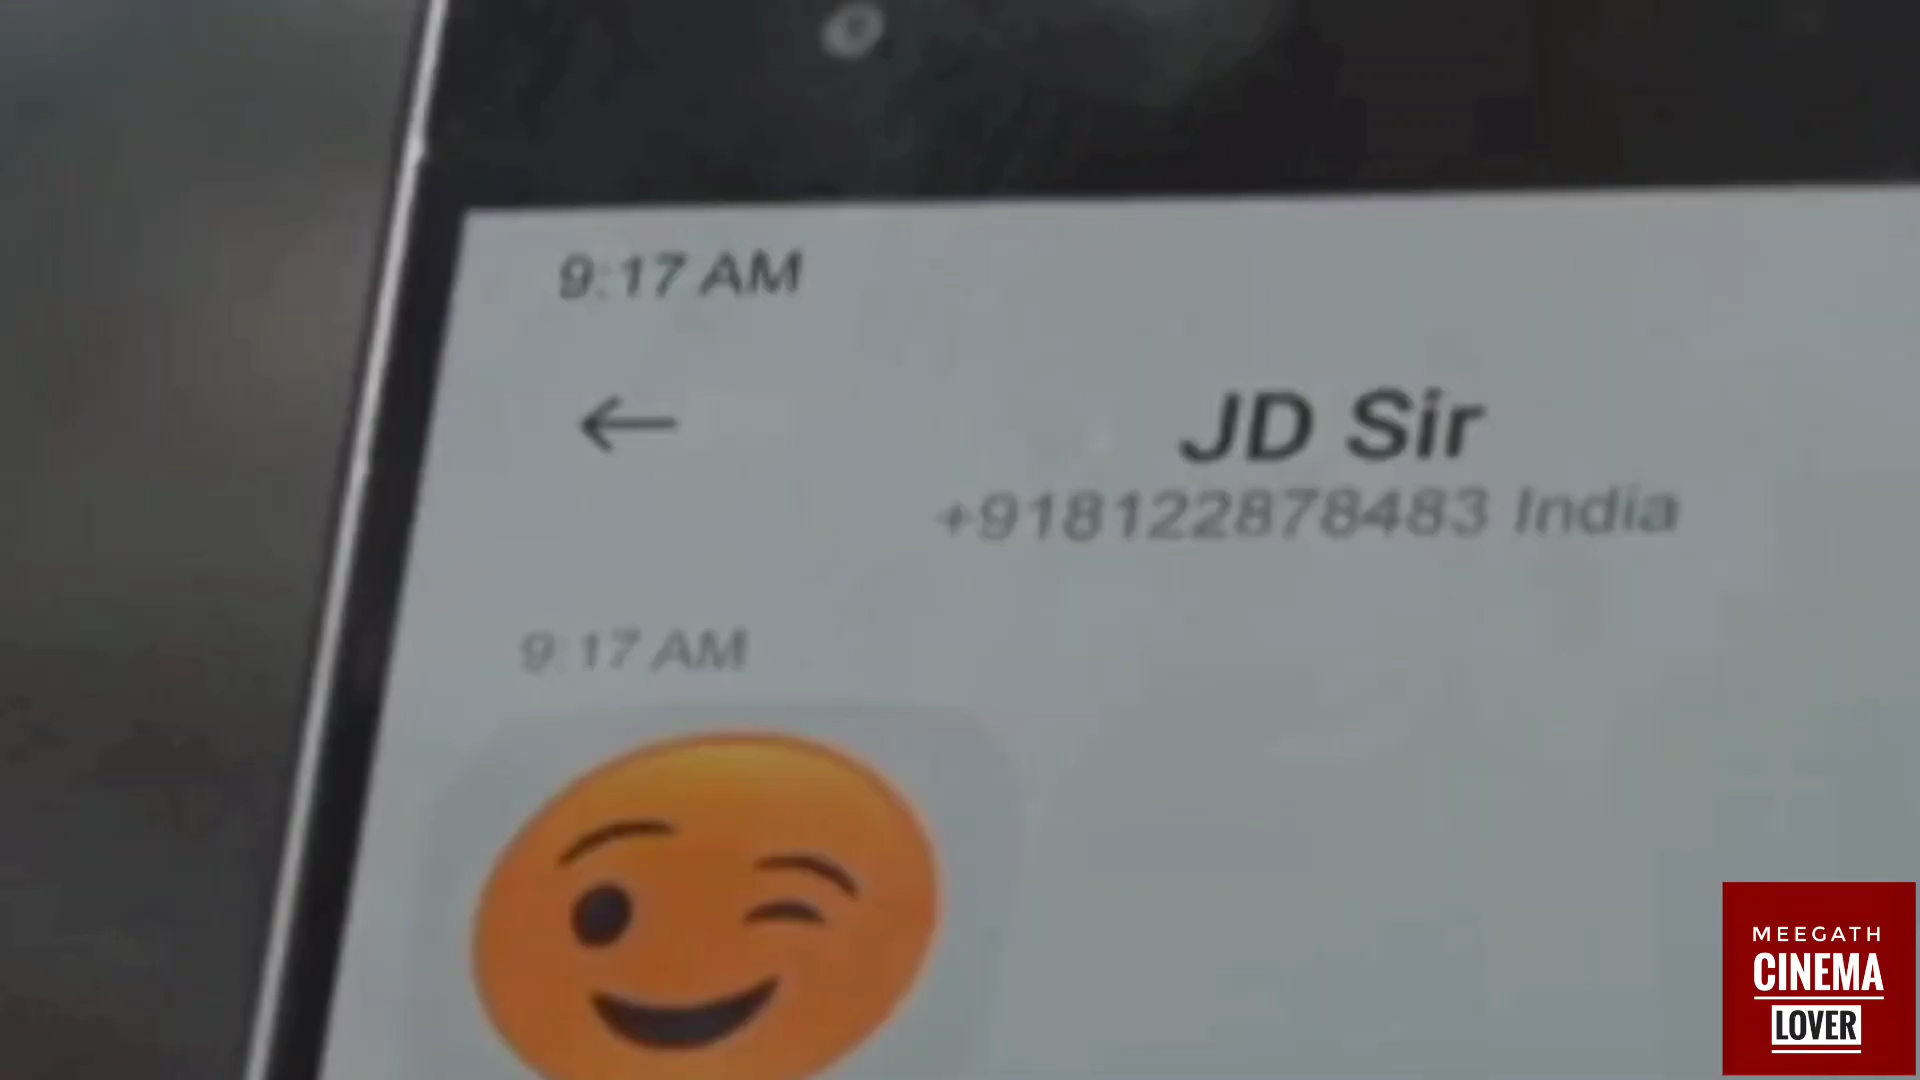 9:17 AM
JD Sir
+918122878483 India
9:17 AM
MEEGATH
CINEMA
LOVER